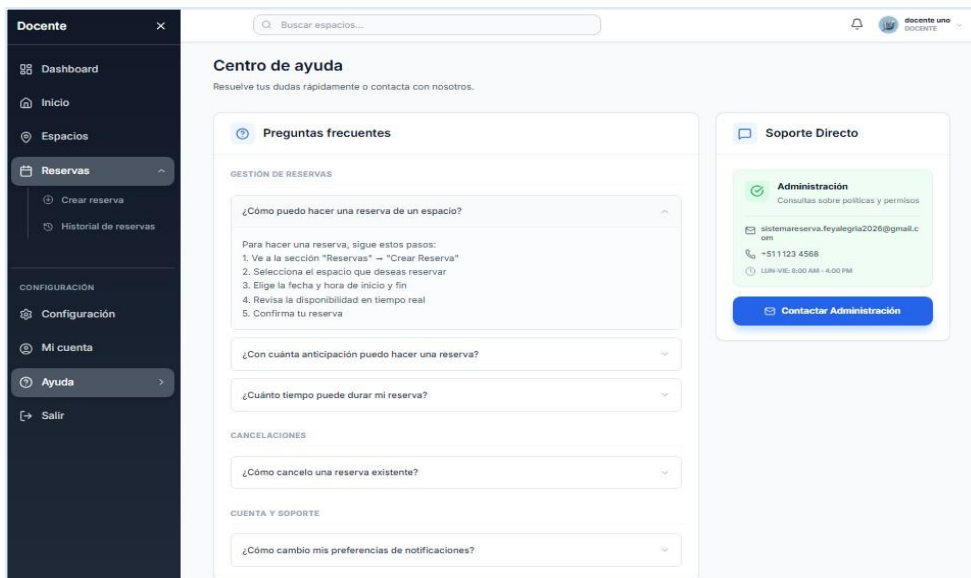 Docente
Dashboard
Inicio
Espacios
Reservas
Crear reserva
Historial de reservas
CONFIGURACIÓN
Configuración
Mi cuenta
Ayuda
Salir
Buscar espacios...
docente uno
DOCENTE
Centro de ayuda
Resuelve tus dudas rápidamente o contacta con nosotros.
Preguntas frecuentes
GESTIÓN DE RESERVAS
¿Cómo puedo hacer una reserva de un espacio?
Para hacer una reserva, sigue estos pasos:
1. Ve a la sección "Reservas" → "Crear Reserva"
2. Selecciona el espacio que deseas reservar
3. Elige la fecha y hora de inicio y fin
4. Revisa la disponibilidad en tiempo real
5. Confirma tu reserva
¿Con cuánta anticipación puedo hacer una reserva?
¿Cuánto tiempo puede durar mi reserva?
CANCELACIONES
¿Cómo cancelo una reserva existente?
CUENTA Y SOPORTE
¿Cómo cambio mis preferencias de notificaciones?
Soporte Directo
Administración
Consultas sobre políticas y permisos
sistemareserva.feyalegria2026@gmail.c
om
+511123 4568
LUN-VIE: 8:00 AM - 4:00 PM
Contactar Administración